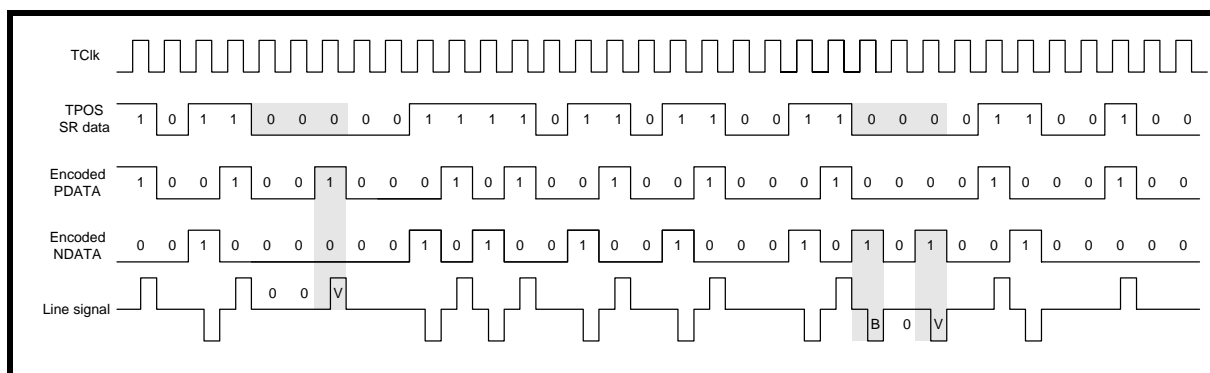 TClk
TPOS
SR data
1 0 1 1 0 0 0 0 0 1 1 1 1 0 1 1 0 1 1 0 0 1 1 0 0 0 0 1 1 0 0 1 0 0
Encoded
PDATA
1 0 0 1 0 0 1 0 0 0 1 0 1 0 0 1 0 0 1 0 0 0 1 0 0 0 0 1 0 0 0 1 0 0
Encoded
NDATA
0 0 1 0 0 0 0 0 0 1 0 1 0 0 1 0 0 1 0 0 0 1 0 1 0 1 0 0 1 0 0 0 0 0
Line signal
0 0 V
B 0 V